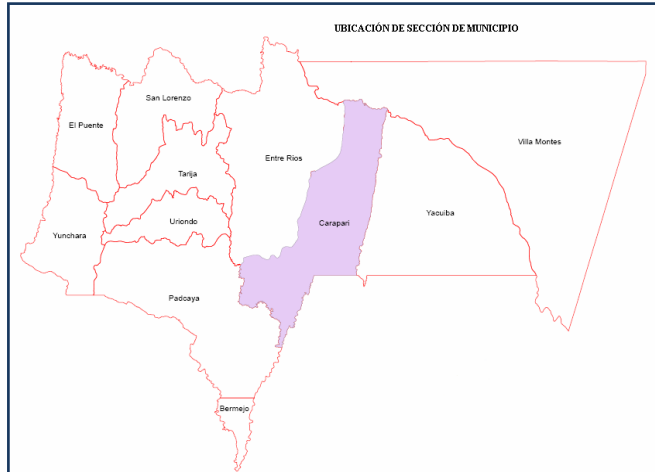 UBICACIÓN DE SECCIÓN DE MUNICIPIO
San Lorenzo
El Puente
Villa Montes
Entre Rios
Tarija
Yacuiba
Uriondo
Carapari
Yunchara
Padcaya
Bermejo